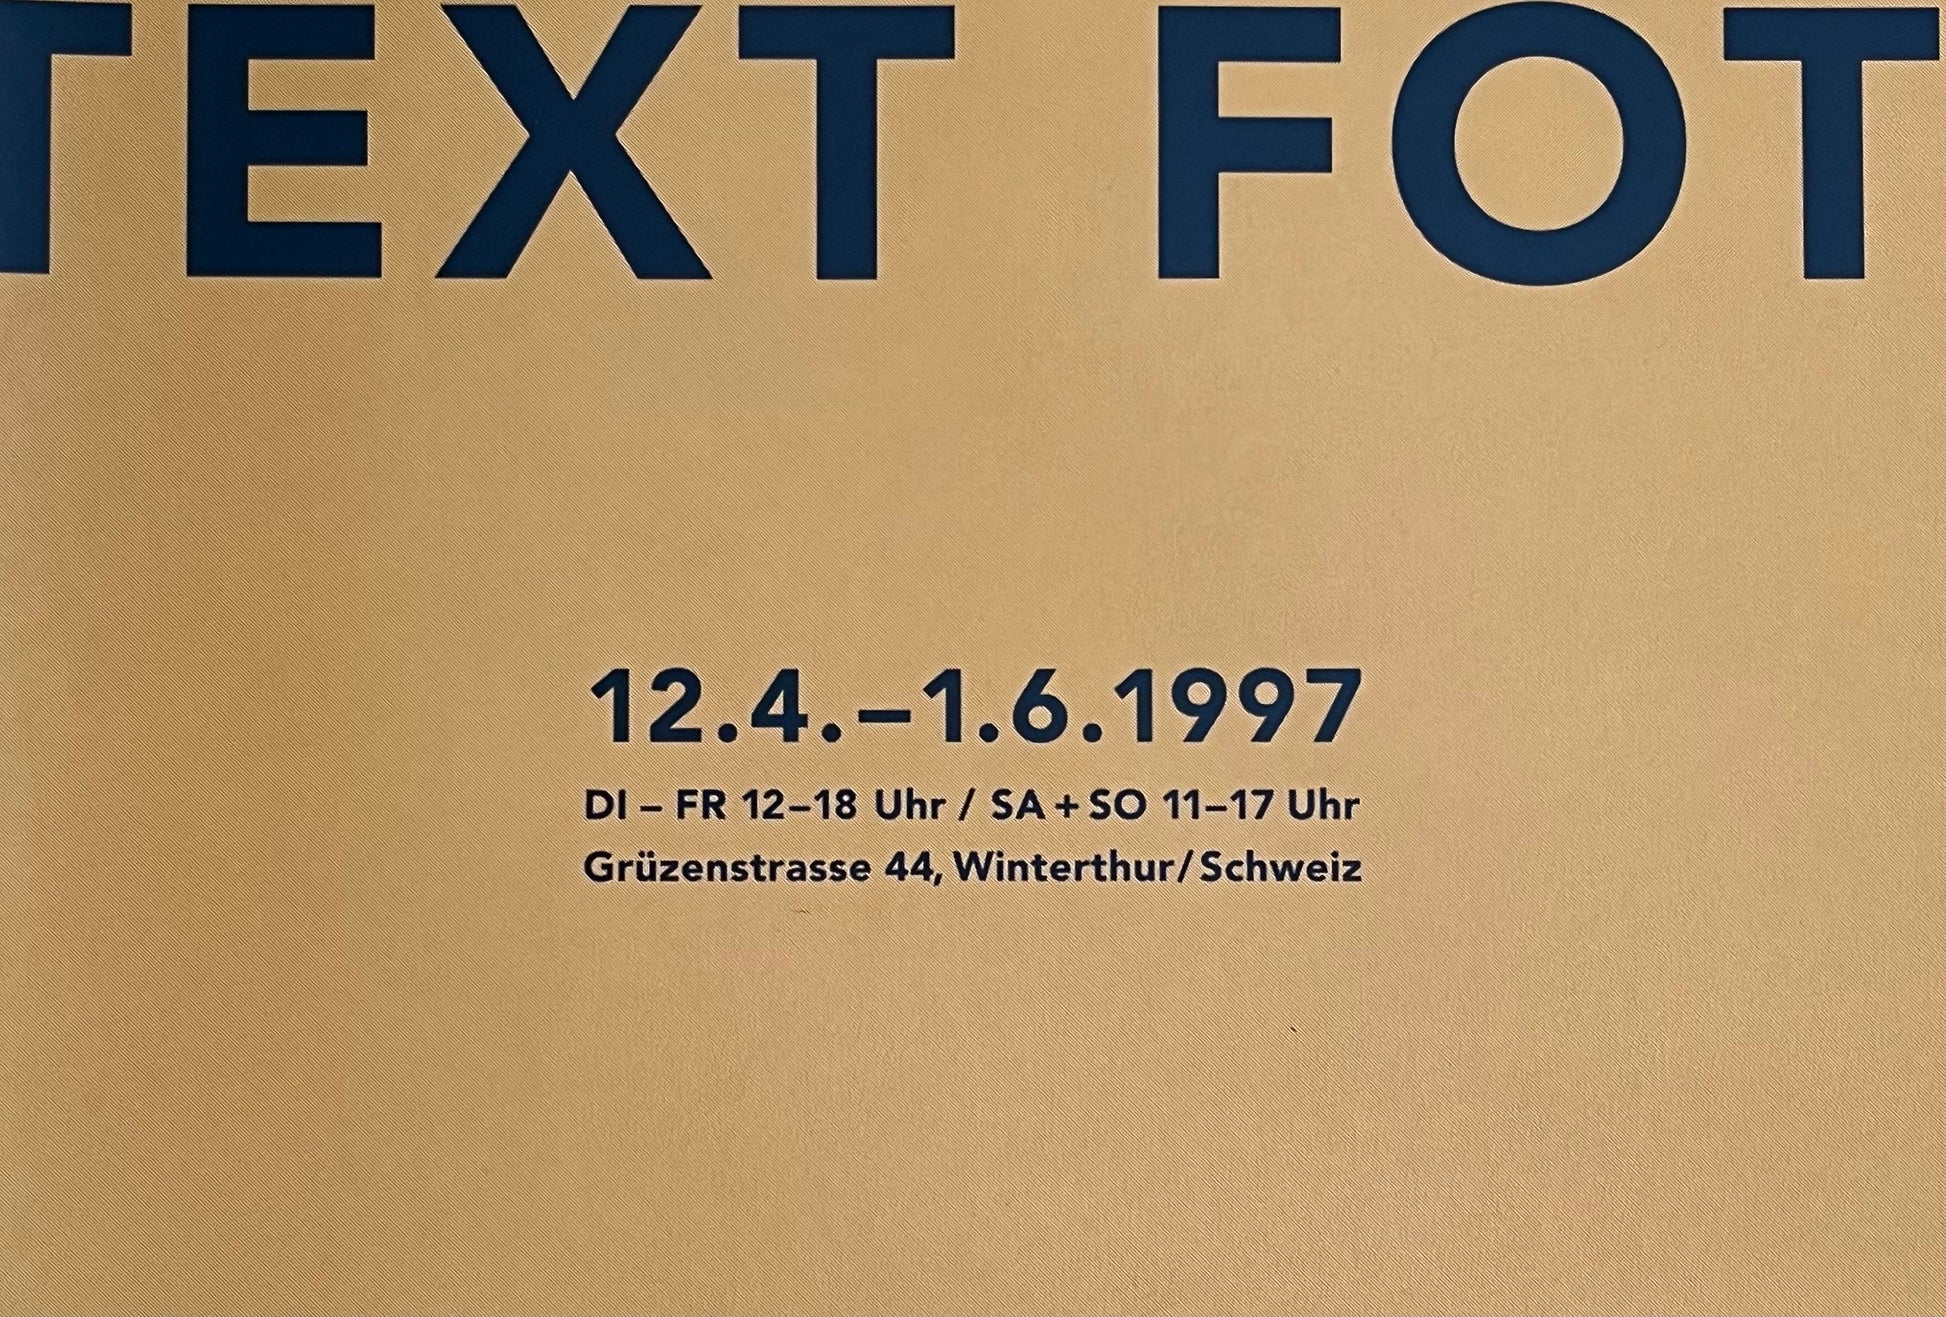 TEXT FOT
12.4.–1.6.1997
DI – FR 12–18 Uhr / SA + SO 11–17 Uhr
Grüzenstrasse 44, Winterthur/Schweiz